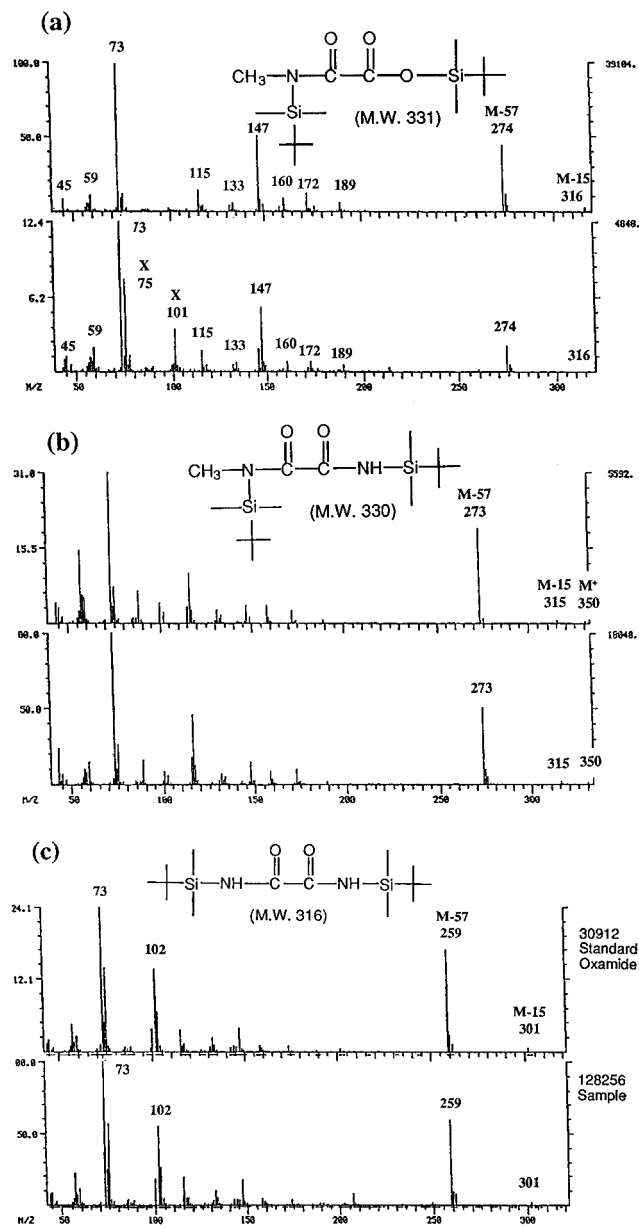 (a)
73
O O
CH₃ N C C O Si
Si
(M.W. 331)
100.0
50.0
39104.
45 59 115 133 147 160 172 189
M-57
274
M-15
316
12.4
6.2
4848.
73
X
75
X
101
45 59 115 133 147 160 172 189 274 316
M/Z 50 100 150 200 250 300
(b)
O O
CH₃ N C C NH Si
Si
(M.W. 330)
31.0
15.5
5592.
M-57
273
M-15
315
M⁺
350
80.0
50.0
18048.
273
315 350
M/Z 50 100 150 200 250 300
(c)
O O
Si NH C C NH Si
(M.W. 316)
24.1
12.1
73
102
M-57
259
M-15
301
30912
Standard
Oxamide
80.0
50.0
73
102
259
301
128256
Sample
M/Z 50 100 150 200 250 300